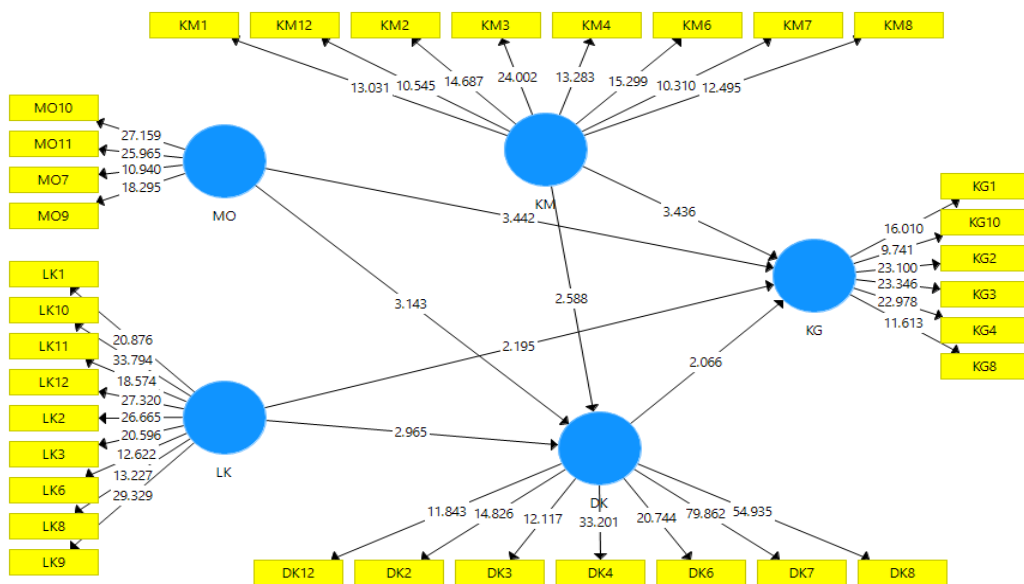 KM1 KM12 KM2 KM3 KM4 KM6 KM7 KM8
13.031 10.545 14.687 24.002 13.283 15.299 10.310 12.495
KM
MO10
MO11
MO7
MO9
27.159
25.965
10.940
18.295
MO
3.442
3.436
3.143
2.588
LK1
LK10
LK11
LK12
LK2
LK3
LK6
LK8
LK9
20.876
33.794
18.574
27.320
26.665
20.596
12.622
13.227
29.329
LK
2.195
2.965
2.066
KG1
KG10
KG2
KG3
KG4
KG8
16.010
9.741
23.100
23.346
22.978
11.613
KG
DK
11.843 14.826 12.117 33.201 20.744 79.862 54.935
DK12 DK2 DK3 DK4 DK6 DK7 DK8